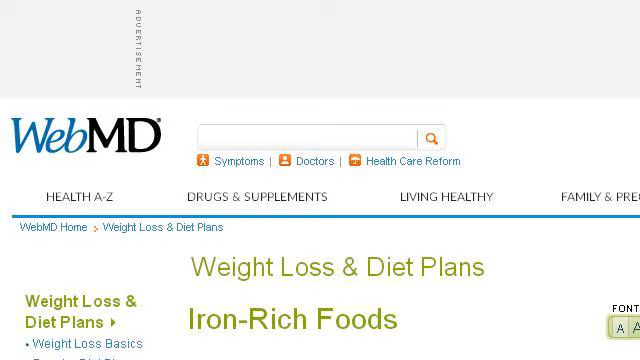 ADVERTISEMENT
WebMD
Symptoms | Doctors | Health Care Reform
HEALTH A-Z DRUGS & SUPPLEMENTS LIVING HEALTHY FAMILY & PRE
WebMD Home Weight Loss & Diet Plans
Weight Loss & Diet Plans
Weight Loss &
Diet Plans
Weight Loss Basics
Iron-Rich Foods
FONT
A A